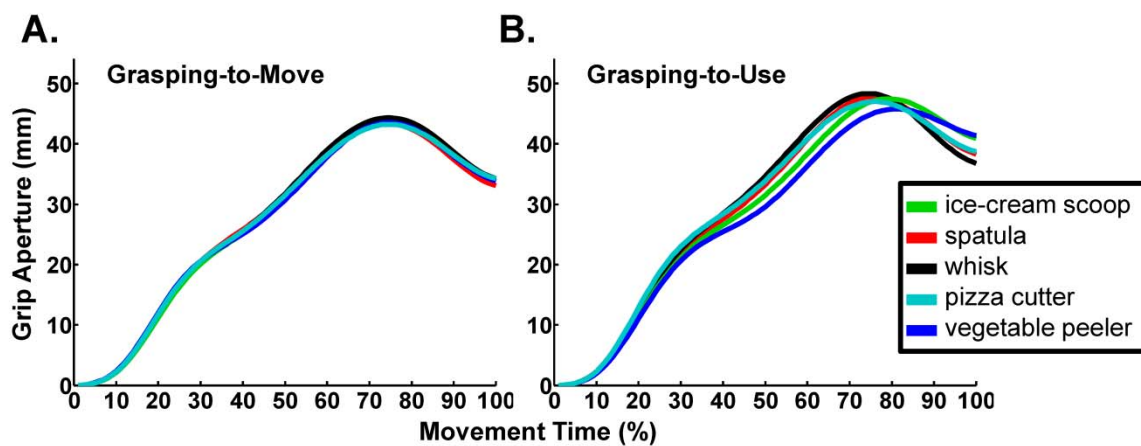 A.
Grasping-to-Move
B.
Grasping-to-Use
Grip Aperture (mm)
50
40
30
20
10
0
0 10 20 30 40 50 60 70 80 90 100
50
40
30
20
10
0
0 10 20 30 40 50 60 70 80 90 100
Movement Time (%)
ice-cream scoop
spatula
whisk
pizza cutter
vegetable peeler